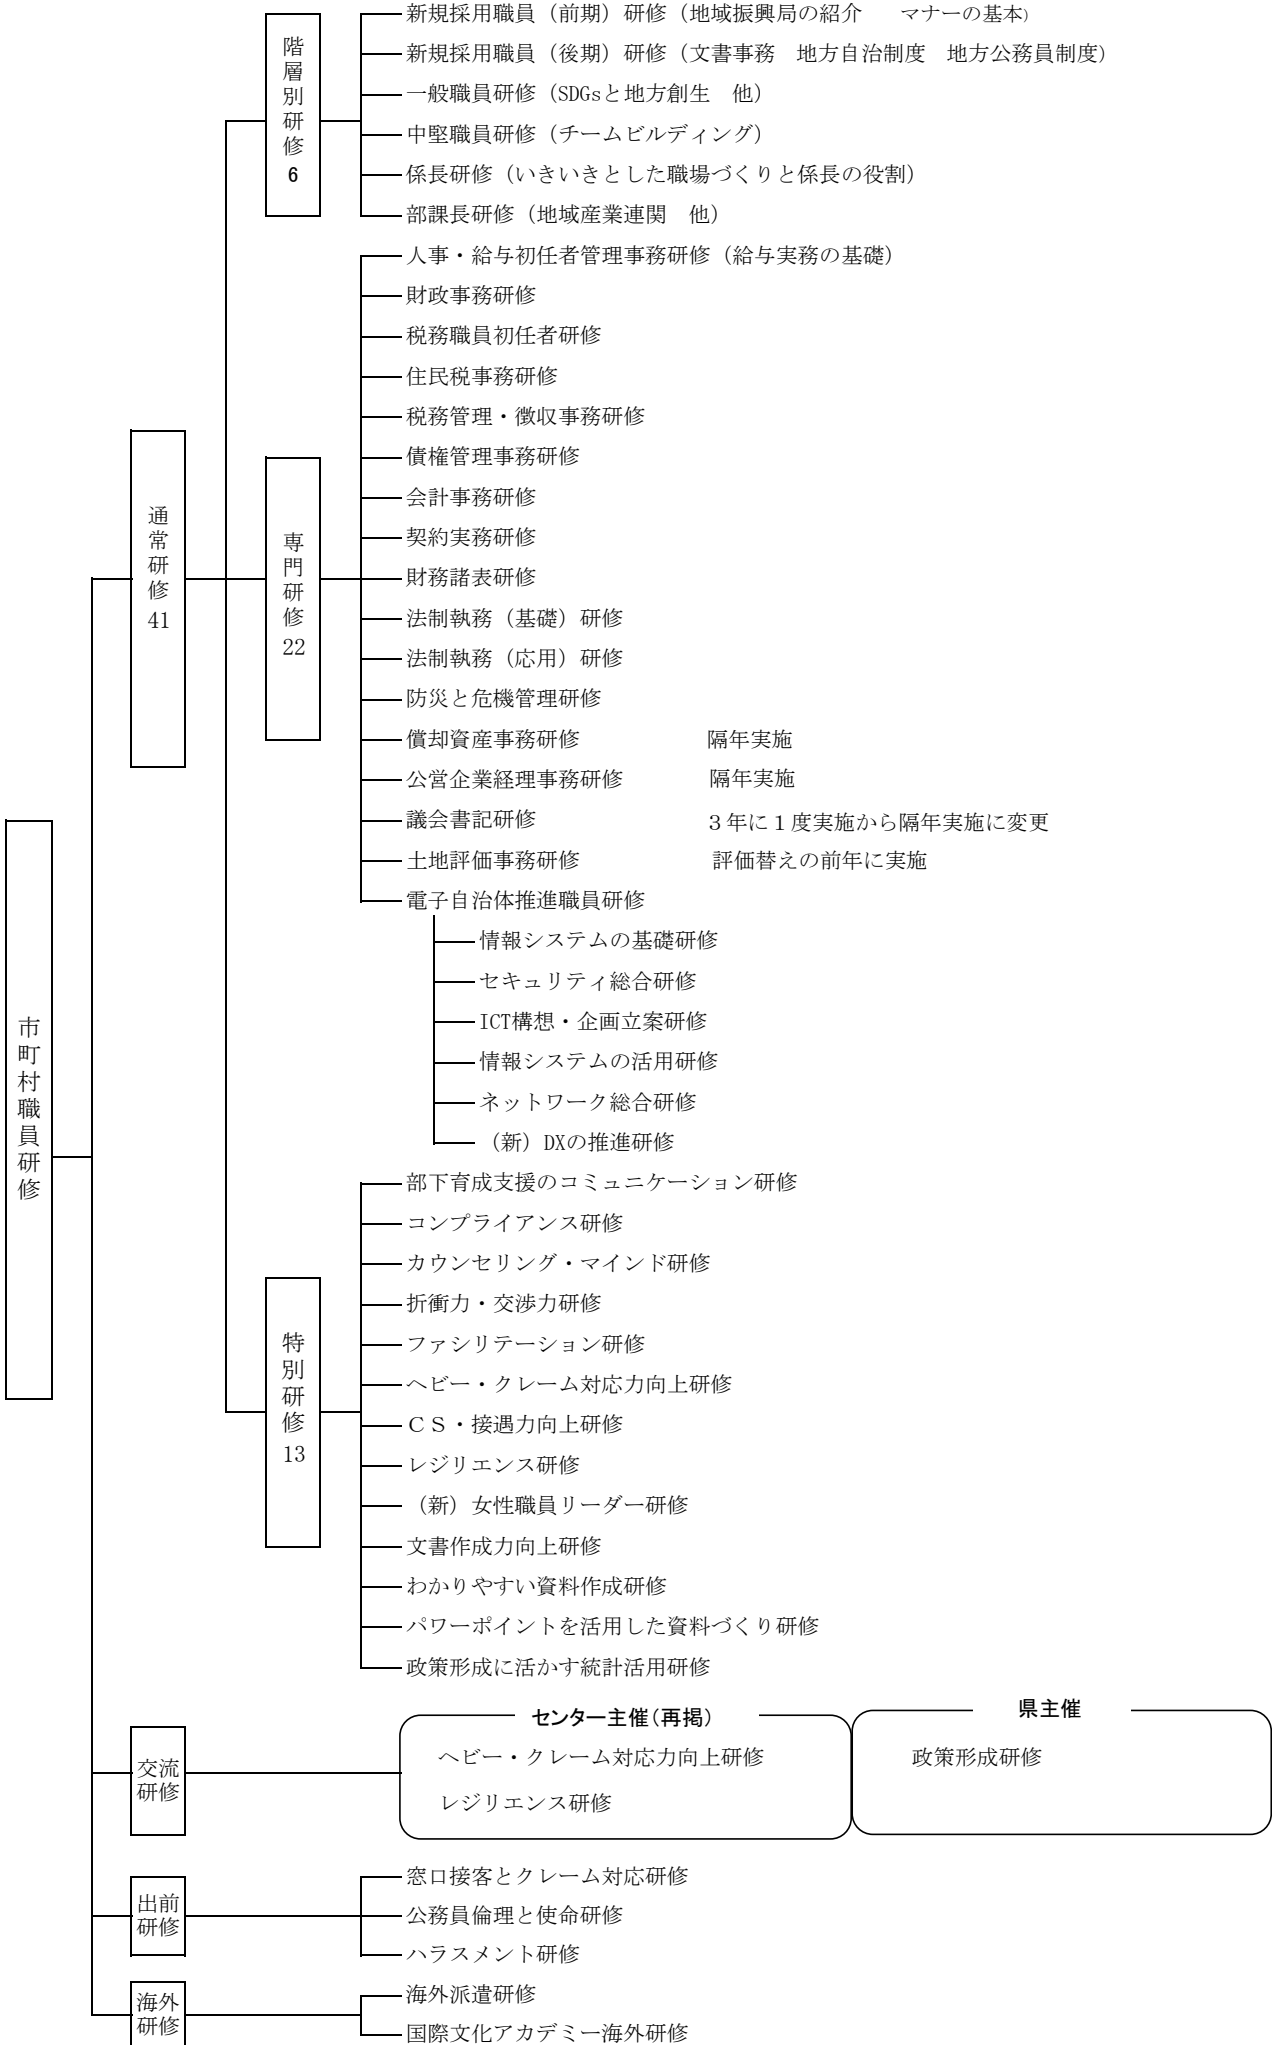 市町村職員研修
通常研修 41
階層別研修 6
新規採用職員（前期）研修（地域振興局の紹介　マナーの基本）
新規採用職員（後期）研修（文書事務　地方自治制度　地方公務員制度）
一般職員研修（SDGsと地方創生　他）
中堅職員研修（チームビルディング）
係長研修（いきいきとした職場づくりと係長の役割）
部課長研修（地域産業連関　他）
専門研修 22
人事・給与初任者管理事務研修（給与実務の基礎）
財政事務研修
税務職員初任者研修
住民税事務研修
税務管理・徴収事務研修
債権管理事務研修
会計事務研修
契約実務研修
財務諸表研修
法制執務（基礎）研修
法制執務（応用）研修
防災と危機管理研修
償却資産事務研修　隔年実施
公営企業経理事務研修　隔年実施
議会書記研修　３年に１度実施から隔年実施に変更
土地評価事務研修　評価替えの前年に実施
電子自治体推進職員研修
情報システムの基礎研修
セキュリティ総合研修
ICT構想・企画立案研修
情報システムの活用研修
ネットワーク総合研修
（新）DXの推進研修
特別研修 13
部下育成支援のコミュニケーション研修
コンプライアンス研修
カウンセリング・マインド研修
折衝力・交渉力研修
ファシリテーション研修
ヘビー・クレーム対応力向上研修
ＣＳ・接遇力向上研修
レジリエンス研修
（新）女性職員リーダー研修
文書作成力向上研修
わかりやすい資料作成研修
パワーポイントを活用した資料づくり研修
政策形成に活かす統計活用研修
交流
研修
センター主催（再掲）
ヘビー・クレーム対応力向上研修
レジリエンス研修
県主催
政策形成研修
出前
研修
窓口接客とクレーム対応研修
公務員倫理と使命研修
ハラスメント研修
海外
研修
海外派遣研修
国際文化アカデミー海外研修